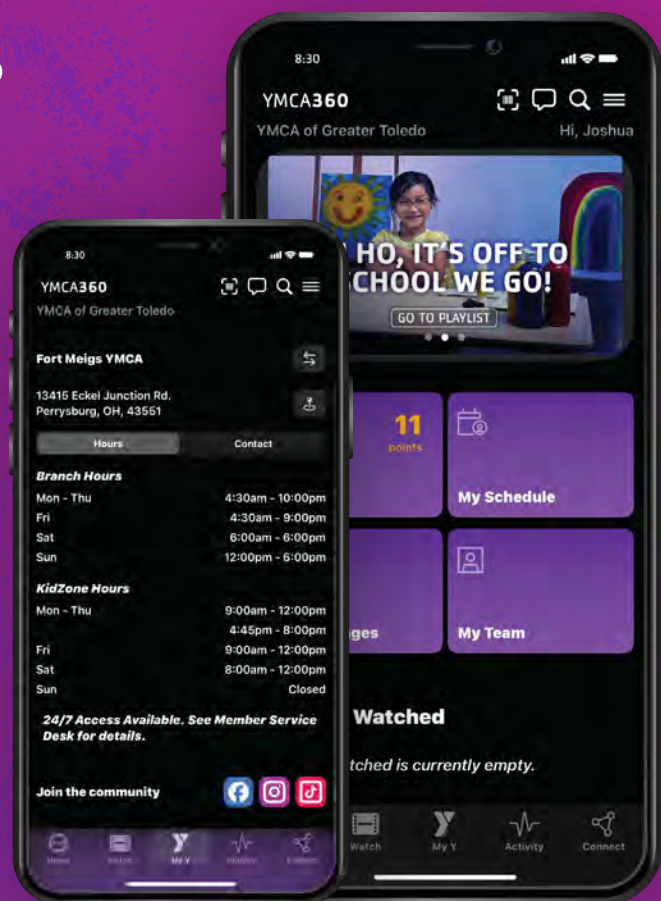 8:30
YMCA360
YMCA of Greater Toledo
Hi, Joshua
HO, IT'S OFF TO
SCHOOL WE GO!
GO TO PLAYLIST
11
points
My Schedule
My Team
Watched
is currently empty.
Watch
My Y
Activity
Connect
8:30
YMCA360
YMCA of Greater Toledo
Fort Meigs YMCA
13415 Eckel Junction Rd.
Perrysburg, OH, 43551
Hours Contact
Branch Hours
Mon - Thu 4:30am - 10:00pm
Fri 4:30am - 9:00pm
Sat 6:00am - 6:00pm
Sun 12:00pm - 6:00pm
KidZone Hours
Mon - Thu 9:00am - 12:00pm
4:45pm - 8:00pm
Fri 9:00am - 12:00pm
Sat 8:00am - 12:00pm
Sun Closed
24/7 Access Available. See Member Service
Desk for details.
Join the community
My Y